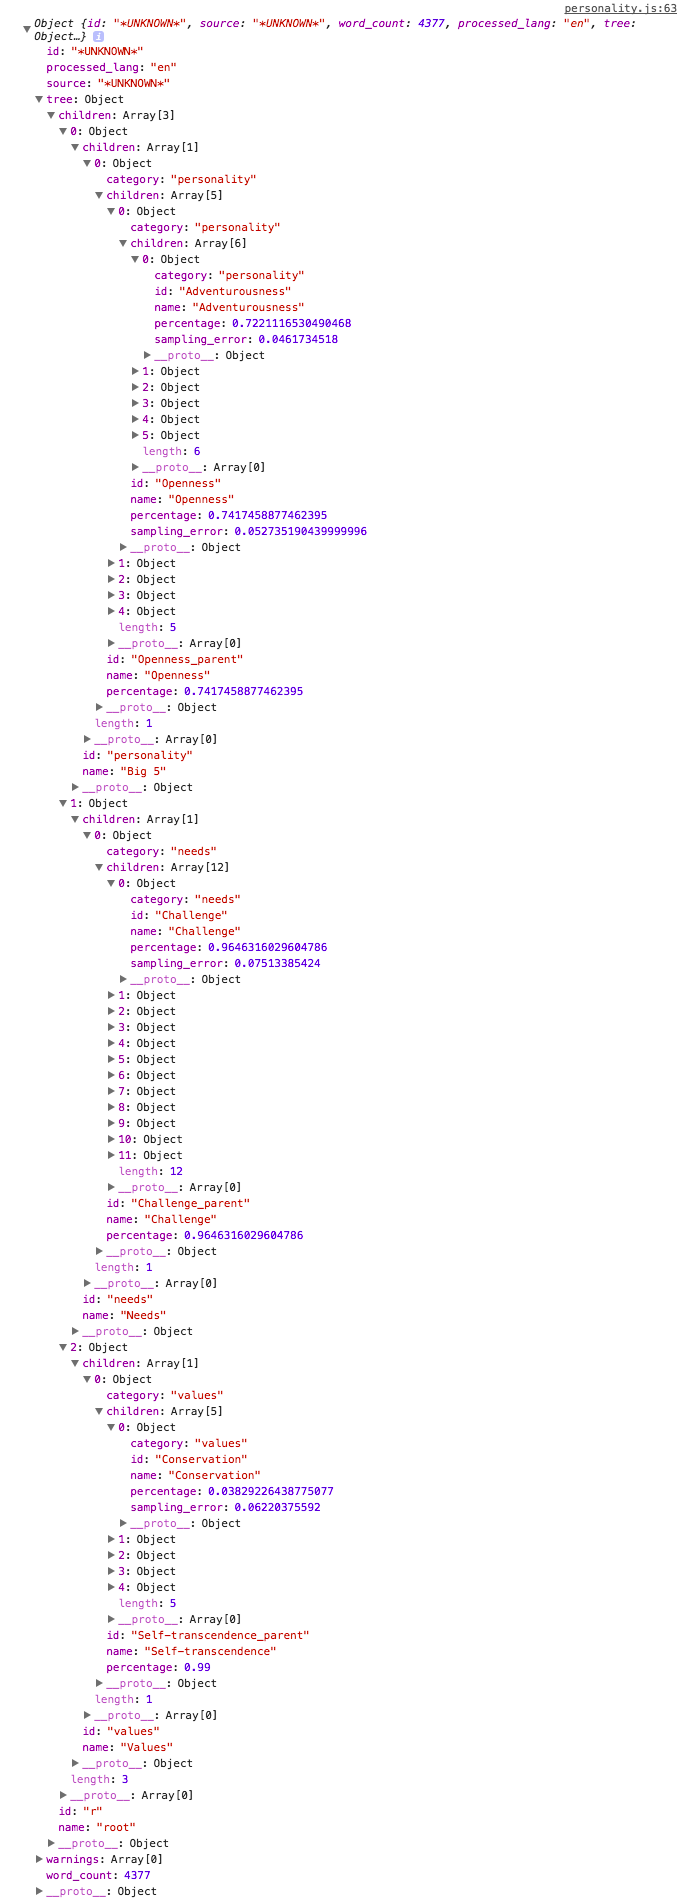 personality.js:63
Object {id: "*UNKNOWN*", source: "*UNKNOWN*", word_count: 4377, processed_lang: "en", tree:
Object…} i
id: "*UNKNOWN*"
processed_lang: "en"
source: "*UNKNOWN*"
tree: Object
children: Array[3]
0: Object
children: Array[1]
0: Object
category: "personality"
children: Array[5]
0: Object
category: "personality"
children: Array[6]
0: Object
category: "personality"
id: "Adventurousness"
name: "Adventurousness"
percentage: 0.7221116530490468
sampling_error: 0.0461734518
__proto__: Object
1: Object
2: Object
3: Object
4: Object
5: Object
length: 6
__proto__: Array[0]
id: "Openness"
name: "Openness"
percentage: 0.7417458877462395
sampling_error: 0.052735190439999996
__proto__: Object
1: Object
2: Object
3: Object
4: Object
length: 5
__proto__: Array[0]
id: "Openness_parent"
name: "Openness"
percentage: 0.7417458877462395
__proto__: Object
length: 1
__proto__: Array[0]
id: "personality"
name: "Big 5"
__proto__: Object
1: Object
children: Array[1]
0: Object
category: "needs"
children: Array[12]
0: Object
category: "needs"
id: "Challenge"
name: "Challenge"
percentage: 0.9646316029604786
sampling_error: 0.07513385424
__proto__: Object
1: Object
2: Object
3: Object
4: Object
5: Object
6: Object
7: Object
8: Object
9: Object
10: Object
11: Object
length: 12
__proto__: Array[0]
id: "Challenge_parent"
name: "Challenge"
percentage: 0.9646316029604786
__proto__: Object
length: 1
__proto__: Array[0]
id: "needs"
name: "Needs"
__proto__: Object
2: Object
children: Array[1]
0: Object
category: "values"
children: Array[5]
0: Object
category: "values"
id: "Conservation"
name: "Conservation"
percentage: 0.03829226438775077
sampling_error: 0.06220375592
__proto__: Object
1: Object
2: Object
3: Object
4: Object
length: 5
__proto__: Array[0]
id: "Self-transcendence_parent"
name: "Self-transcendence"
percentage: 0.99
__proto__: Object
length: 1
__proto__: Array[0]
id: "values"
name: "Values"
__proto__: Object
length: 3
__proto__: Array[0]
id: "r"
name: "root"
__proto__: Object
warnings: Array[0]
word_count: 4377
__proto__: Object